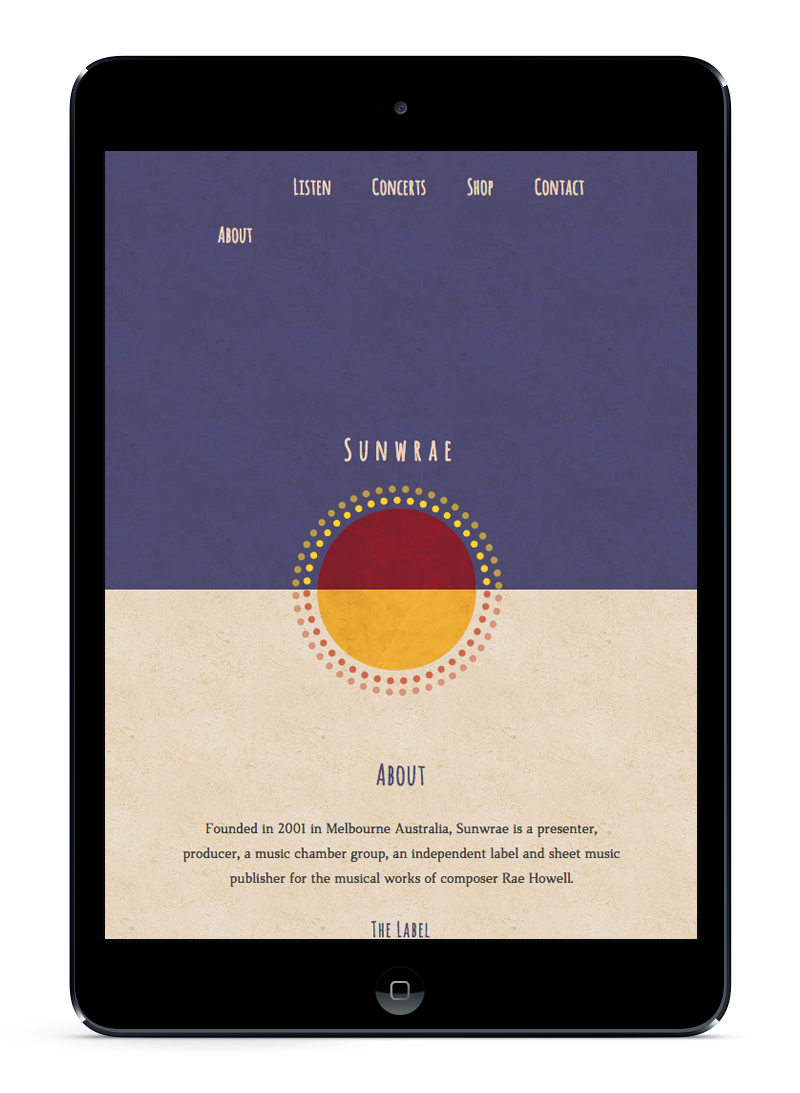 Listen Concerts Shop Contact
About
Sunwrae
About
Founded in 2001 in Melbourne Australia, Sunwrae is a presenter,
producer, a music chamber group, an independent label and sheet music
publisher for the musical works of composer Rae Howell.
The Label